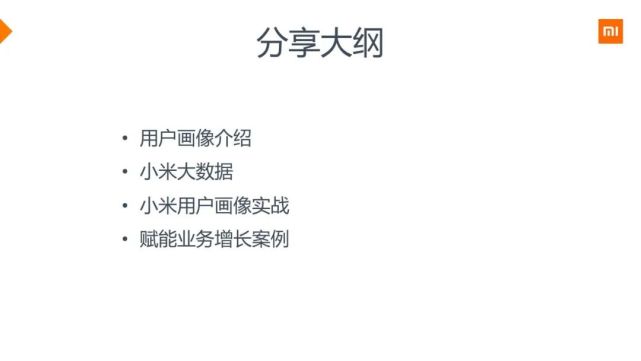 分享大纲
mi
• 用户画像介绍
• 小米大数据
• 小米用户画像实战
• 赋能业务增长案例